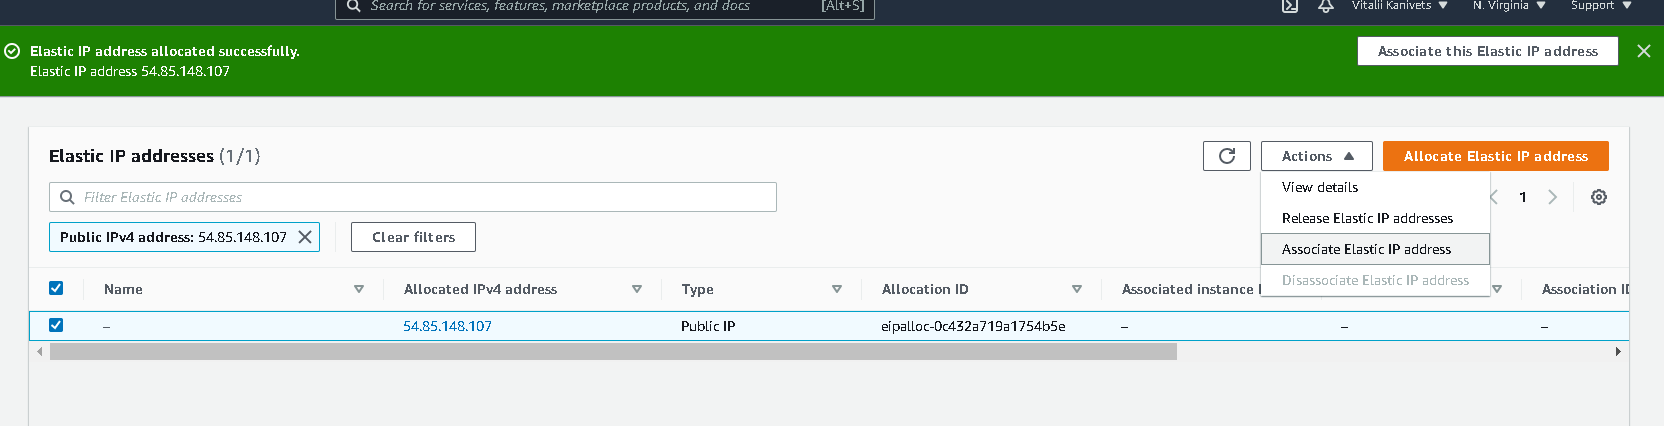 Search for services, features, marketplace products, and docs [Alt+S] Vitalii Kanivets N. Virginia Support
Elastic IP address allocated successfully.
Elastic IP address 54.85.148.107
Associate this Elastic IP address
Elastic IP addresses (1/1)
Actions
Allocate Elastic IP address
View details
Release Elastic IP addresses
Associate Elastic IP address
Disassociate Elastic IP address
Filter Elastic IP addresses
1
Public IPv4 address: 54.85.148.107
Clear filters
Name Allocated IPv4 address Type Allocation ID Associated instance Association ID
– 54.85.148.107 Public IP eipalloc-0c432a719a1754b5e – – –